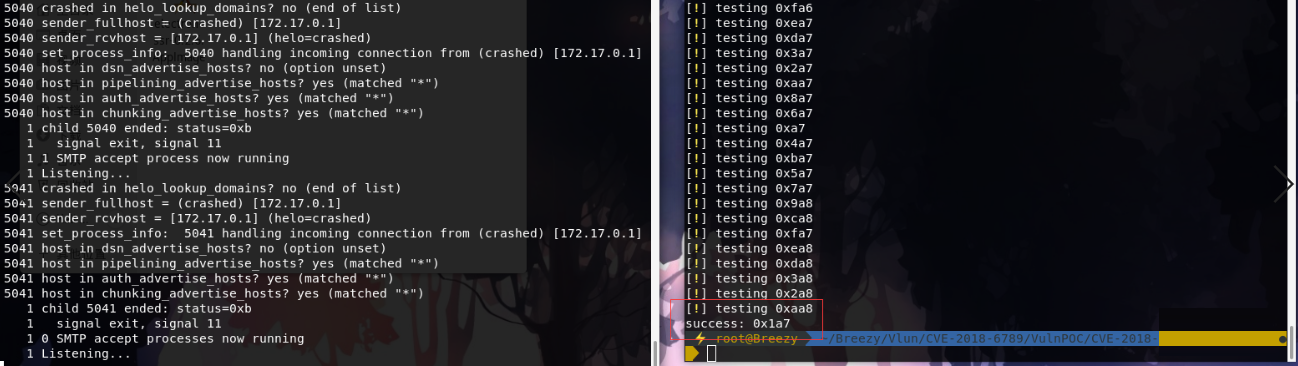 5040 crashed in helo_lookup_domains? no (end of list)
5040 sender_fullhost = (crashed) [172.17.0.1]
5040 sender_rcvhost = [172.17.0.1] (helo=crashed)
5040 set_process_info:  5040 handling incoming connection from (crashed) [172.17.0.1]
5040 host in dsn_advertise_hosts? no (option unset)
5040 host in pipelining_advertise_hosts? yes (matched "*")
5040 host in auth_advertise_hosts? yes (matched "*")
5040 host in chunking_advertise_hosts? yes (matched "*")
1 child 5040 ended: status=0xb
1   signal exit, signal 11
1 1 SMTP accept process now running
1 Listening...
5041 crashed in helo_lookup_domains? no (end of list)
5041 sender_fullhost = (crashed) [172.17.0.1]
5041 sender_rcvhost = [172.17.0.1] (helo=crashed)
5041 set_process_info:  5041 handling incoming connection from (crashed) [172.17.0.1]
5041 host in dsn_advertise_hosts? no (option unset)
5041 host in pipelining_advertise_hosts? yes (matched "*")
5041 host in auth_advertise_hosts? yes (matched "*")
5041 host in chunking_advertise_hosts? yes (matched "*")
1 child 5041 ended: status=0xb
1   signal exit, signal 11
1 0 SMTP accept processes now running
1 Listening...
[!] testing 0xfa6
[!] testing 0xea7
[!] testing 0xda7
[!] testing 0x3a7
[!] testing 0x2a7
[!] testing 0xaa7
[!] testing 0x8a7
[!] testing 0x6a7
[!] testing 0xa7
[!] testing 0x4a7
[!] testing 0xba7
[!] testing 0x5a7
[!] testing 0x7a7
[!] testing 0x9a8
[!] testing 0xca8
[!] testing 0xfa7
[!] testing 0xea8
[!] testing 0xda8
[!] testing 0x3a8
[!] testing 0x2a8
[!] testing 0xaa8
success: 0x1a7
⚡ root@Breezy ~/Breezy/Vlun/CVE-2018-6789/VulnPOC/CVE-2018-